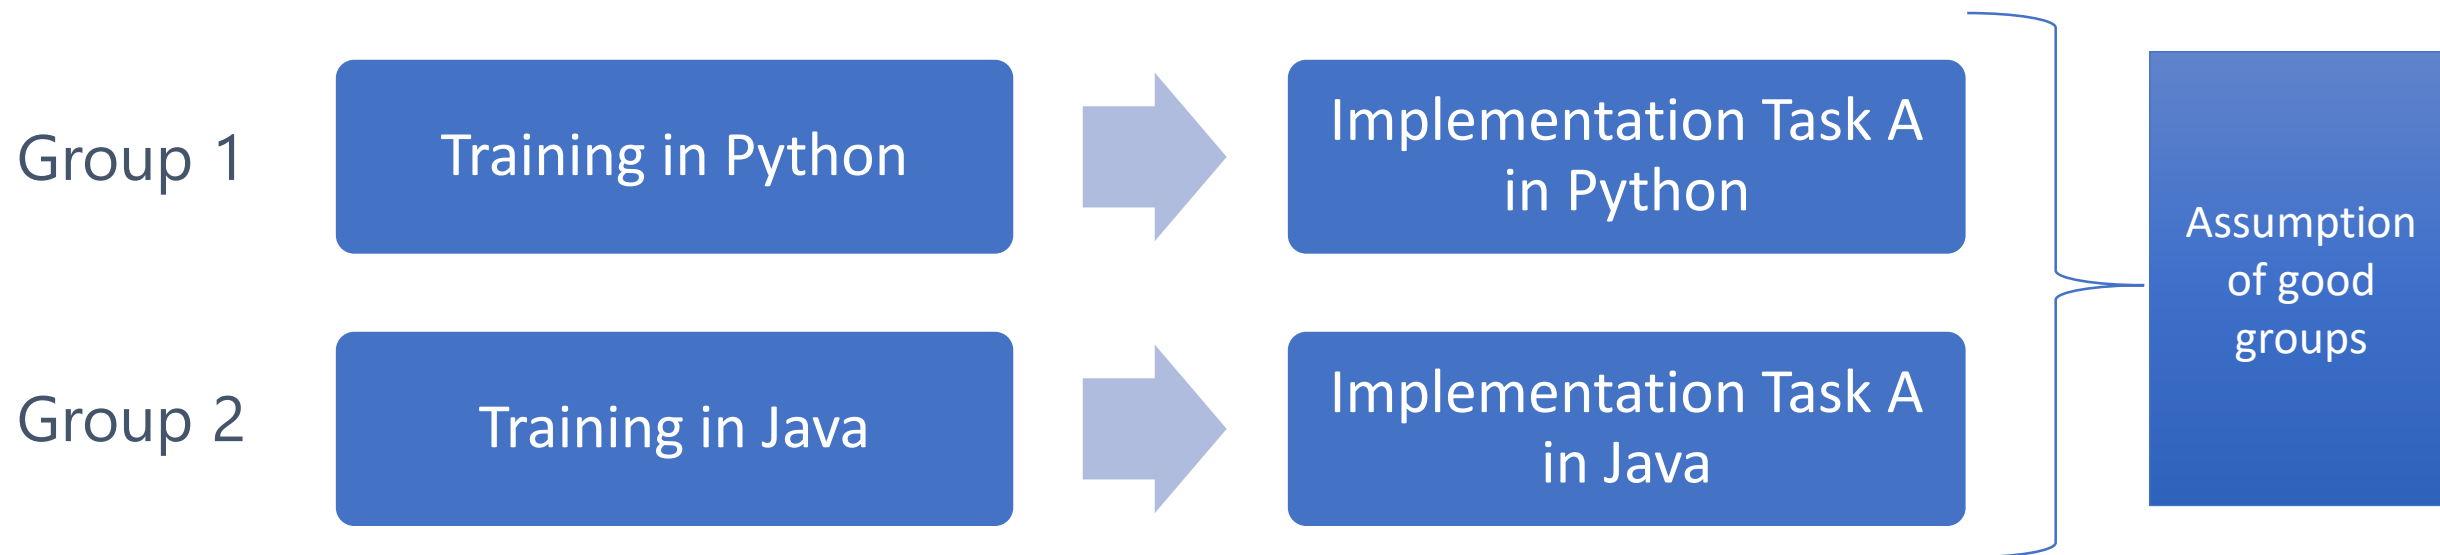 Group 1
Training in Python
Implementation Task A
in Python
Group 2
Training in Java
Implementation Task A
in Java
Assumption
of good
groups